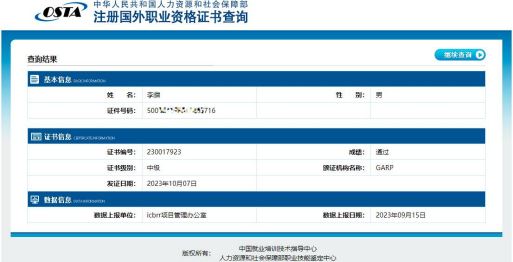 OSTA
中华人民共和国人力资源和社会保障部
注册国外职业资格证书查询
查询结果
继续查询
基本信息
姓 名: 李 性 别: 男
证件号码: 500 716
证书信息
证书编号: 230017923 成绩: 通过
证书级别: 中级 颁证机构名称: GARP
发证日期: 2023年10月07日
数据信息
数据上报单位: icbrr项目管理办公室 数据上报日期: 2023年09月15日
版权所有: 中国就业培训技术指导中心
人力资源和社会保障部职业技能鉴定中心